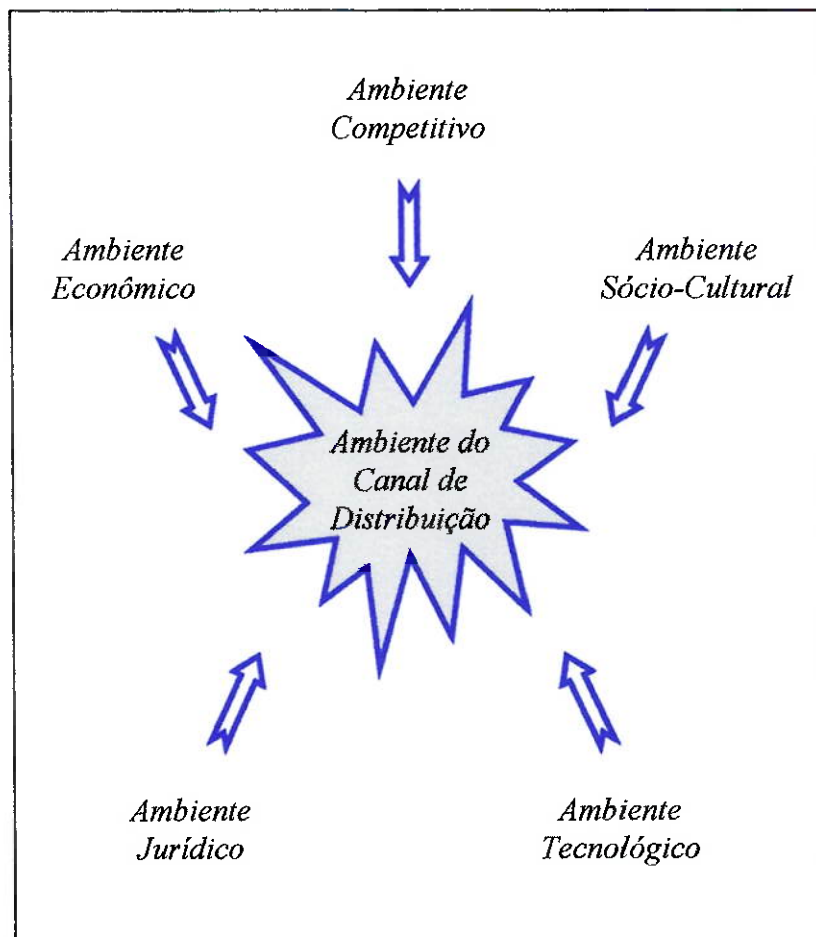 Ambiente
Competitivo
Ambiente
Econômico
Ambiente
Sócio-Cultural
Ambiente do
Canal de
Distribuição
Ambiente
Jurídico
Ambiente
Tecnológico